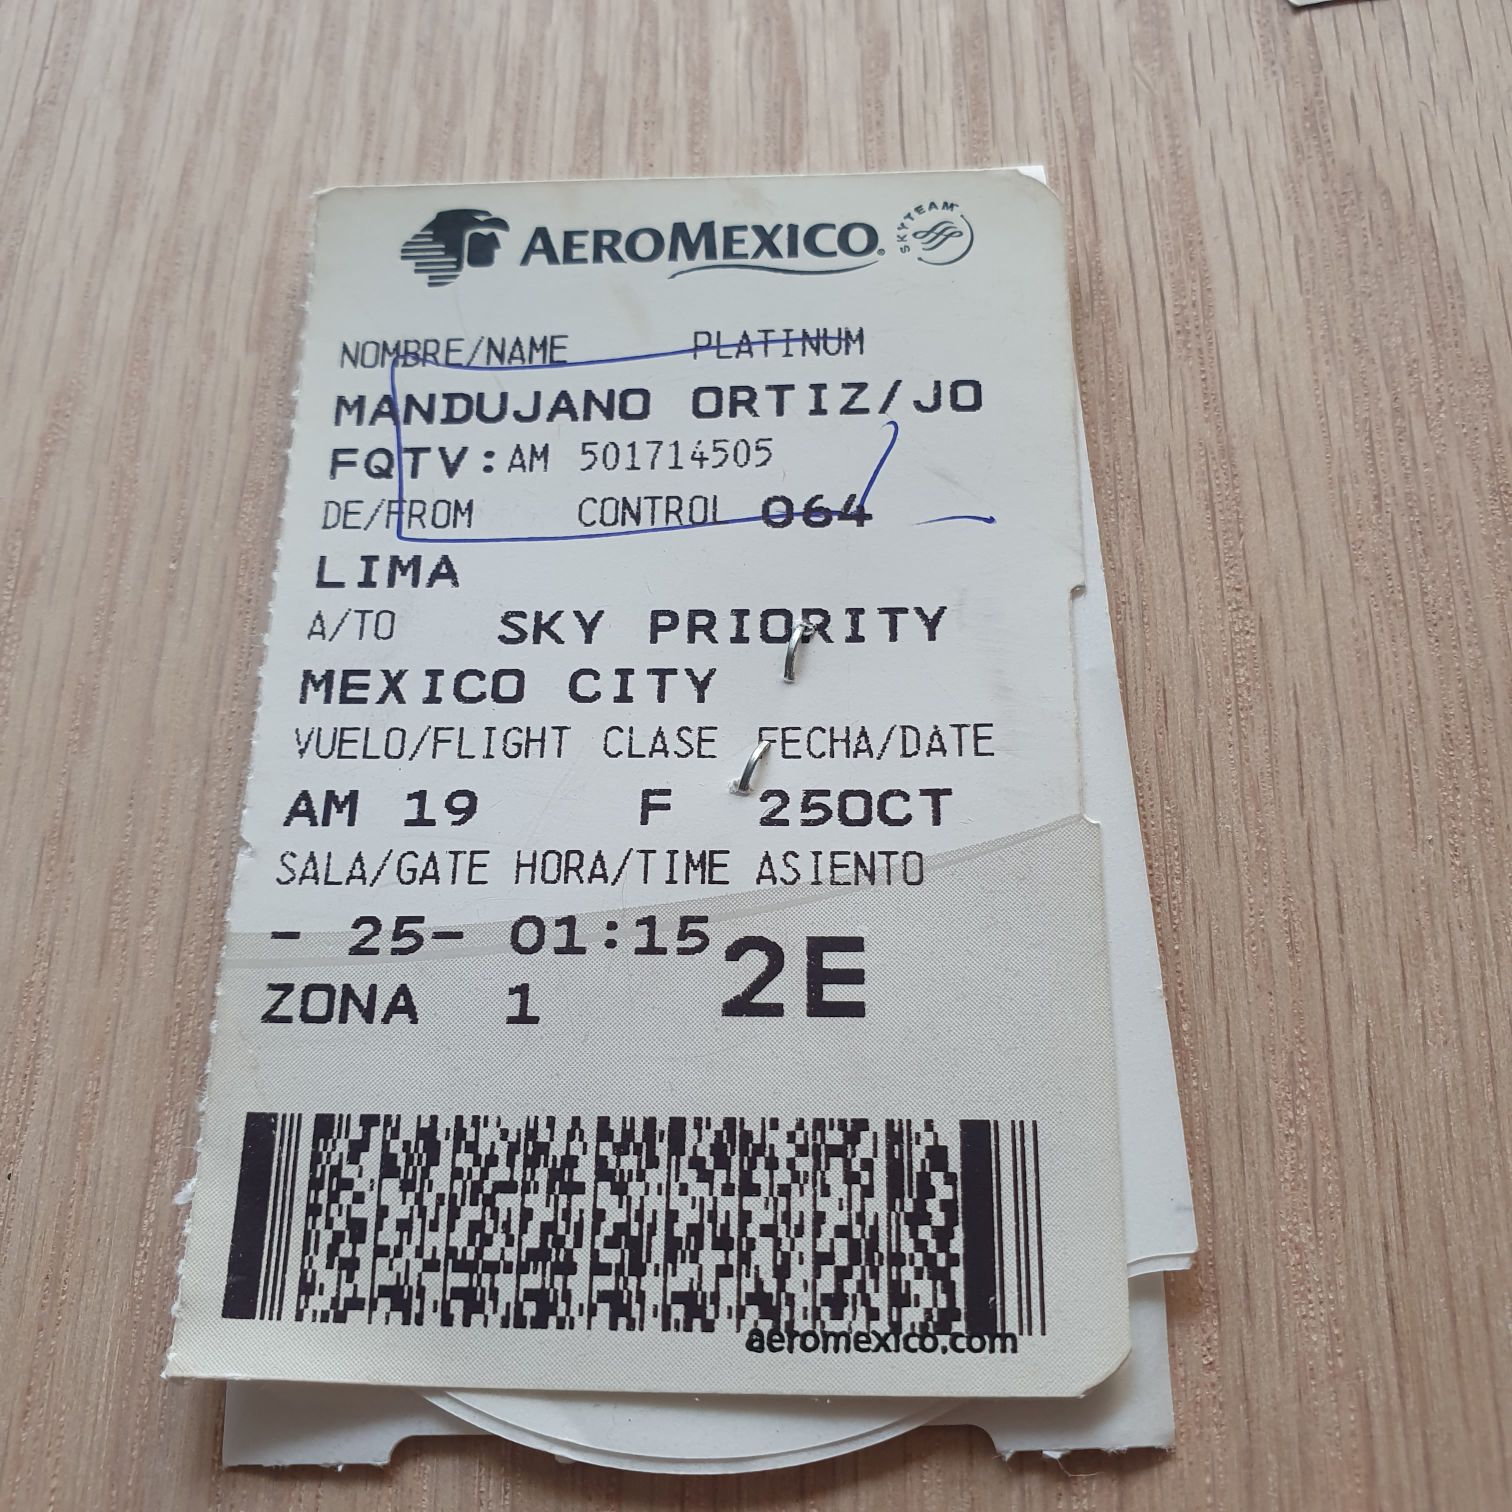 AEROMEXICO
SKYTEAM
NOMBRE/NAME PLATINUM
MANDUJANO ORTIZ/JO
FQTV:AM 501714505
DE/FROM CONTROL 064
LIMA
A/TO SKY PRIORITY
MEXICO CITY
VUELO/FLIGHT CLASE FECHA/DATE
AM 19 F 25OCT
SALA/GATE HORA/TIME ASIENTO
- 25- 01:15 2E
ZONA 1
aeromexico.com